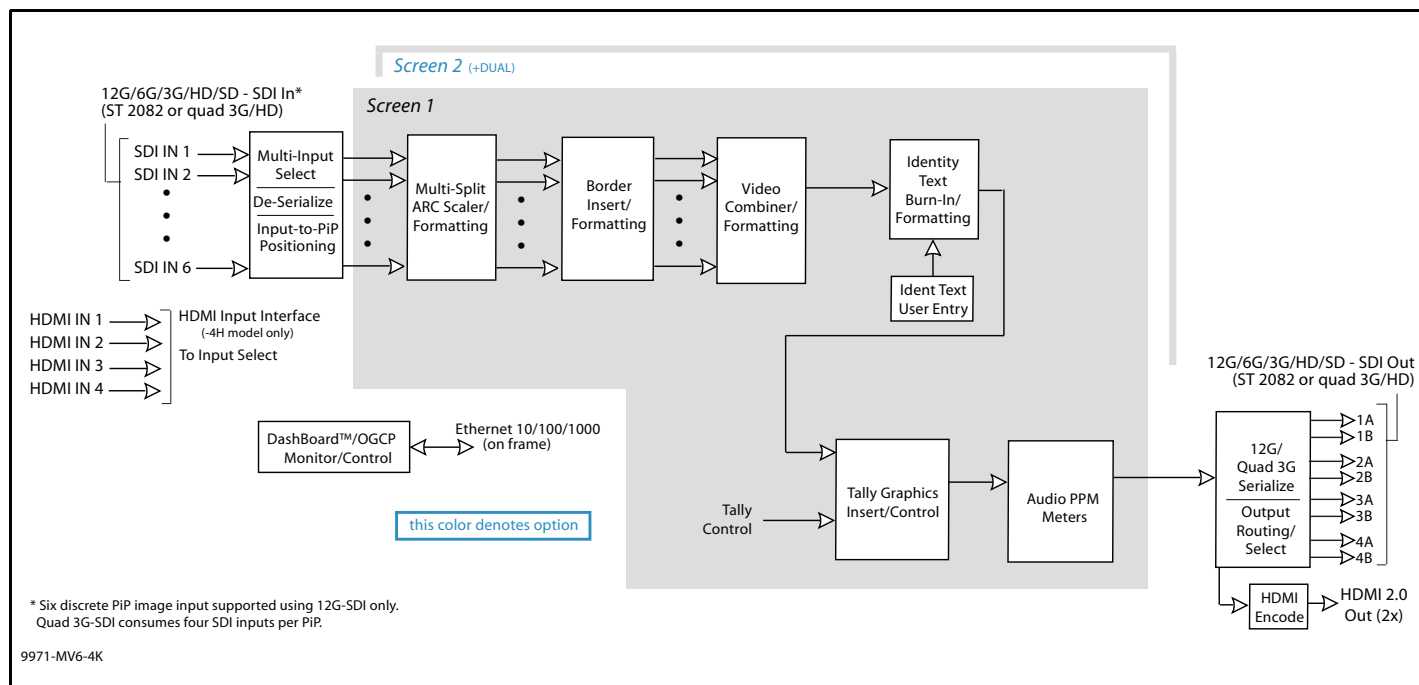 Screen 2 (+DUAL)
12G/6G/3G/HD/SD - SDI In*
(ST 2082 or quad 3G/HD)
Screen 1
SDI IN 1
SDI IN 2
SDI IN 6
Multi-Input
Select
De-Serialize
Input-to-PiP
Positioning
Multi-Split
ARC Scaler/
Formatting
Border
Insert/
Formatting
Video
Combiner/
Formatting
Identity
Text
Burn-In/
Formatting
Ident Text
User Entry
HDMI IN 1
HDMI IN 2
HDMI IN 3
HDMI IN 4
HDMI Input Interface
(-4H model only)
To Input Select
DashBoard™/OGCP
Monitor/Control
Ethernet 10/100/1000
(on frame)
this color denotes option
Tally
Control
Tally Graphics
Insert/Control
Audio PPM
Meters
12G/6G/3G/HD/SD - SDI Out
(ST 2082 or quad 3G/HD)
12G/
Quad 3G
Serialize
Output
Routing/
Select
1A
1B
2A
2B
3A
3B
4A
4B
HDMI
Encode
HDMI 2.0
Out (2x)
* Six discrete PiP image input supported using 12G-SDI only.
Quad 3G-SDI consumes four SDI inputs per PiP.
9971-MV6-4K